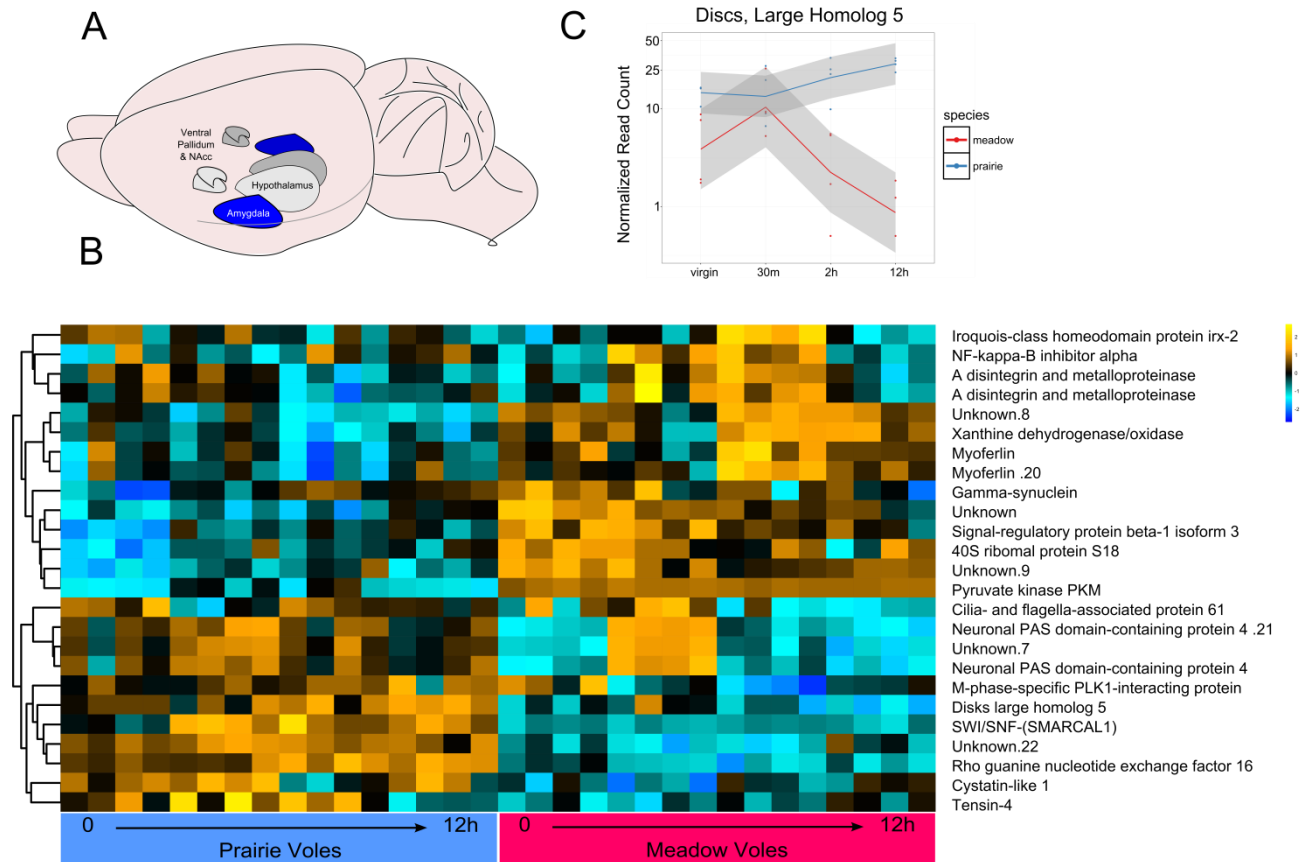 A
Ventral
Pallidum
& NAcc
Hypothalamus
Amygdala
B
C
Discs, Large Homolog 5
Normalized Read Count
50
25
10
1
virgin
30m
2h
12h
species
meadow
prairie
Iroquois-class homeodomain protein irx-2
NF-kappa-B inhibitor alpha
A disintegrin and metalloproteinase
A disintegrin and metalloproteinase
Unknown.8
Xanthine dehydrogenase/oxidase
Myoferlin
Myoferlin .20
Gamma-synuclein
Unknown
Signal-regulatory protein beta-1 isoform 3
40S ribomal protein S18
Unknown.9
Pyruvate kinase PKM
Cilia- and flagella-associated protein 61
Neuronal PAS domain-containing protein 4 .21
Unknown.7
Neuronal PAS domain-containing protein 4
M-phase-specific PLK1-interacting protein
Disks large homolog 5
SWI/SNF-(SMARCAL1)
Unknown.22
Rho guanine nucleotide exchange factor 16
Cystatin-like 1
Tensin-4
2
1
0
-1
-2
0 12h
Prairie Voles
0 12h
Meadow Voles